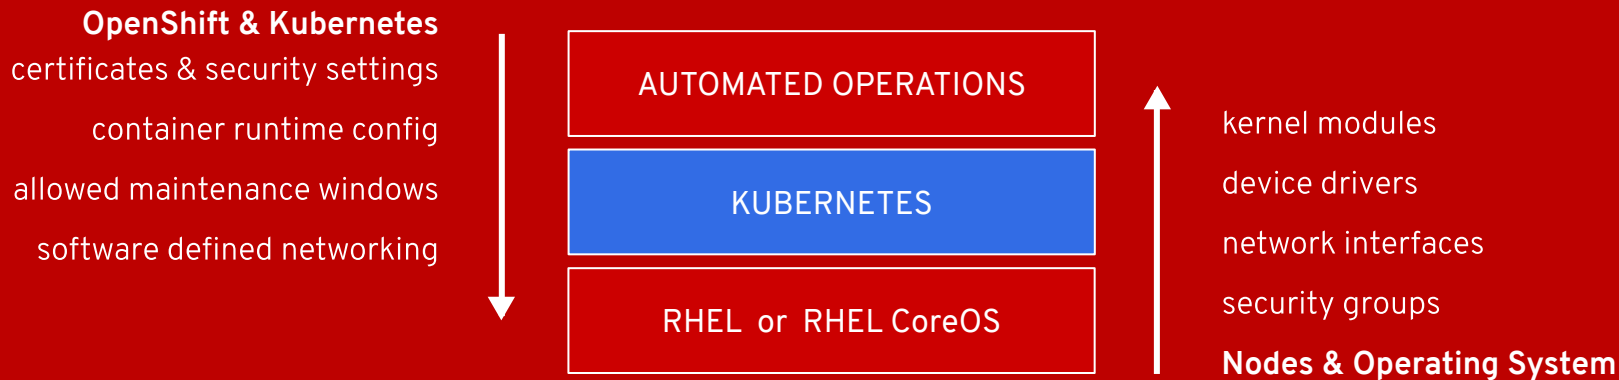 OpenShift & Kubernetes
certificates & security settings
container runtime config
allowed maintenance windows
software defined networking
AUTOMATED OPERATIONS
KUBERNETES
RHEL or RHEL CoreOS
kernel modules
device drivers
network interfaces
security groups
Nodes & Operating System